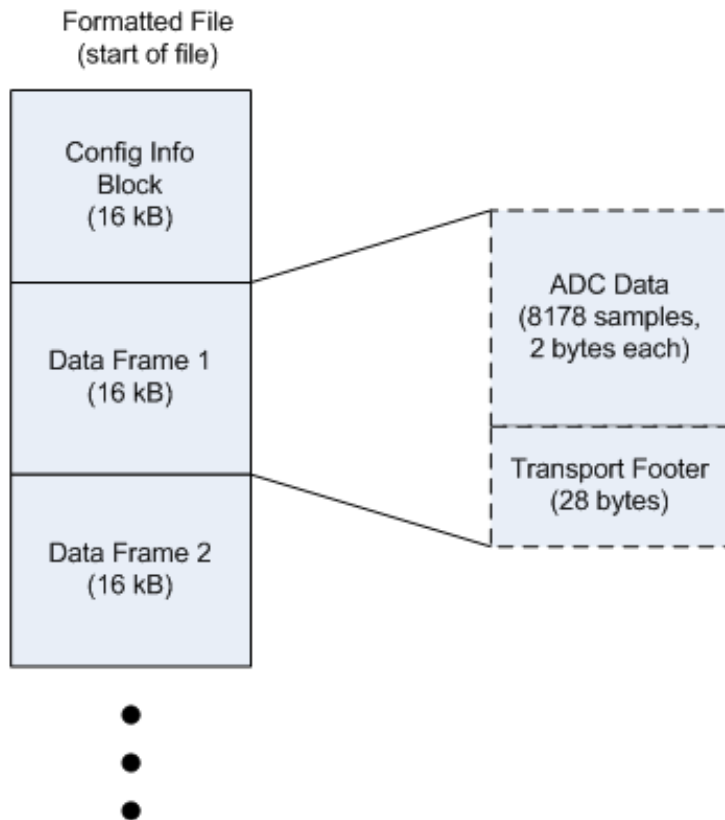 Formatted File
(start of file)
Config Info
Block
(16 kB)
Data Frame 1
(16 kB)
Data Frame 2
(16 kB)
ADC Data
(8178 samples,
2 bytes each)
Transport Footer
(28 bytes)